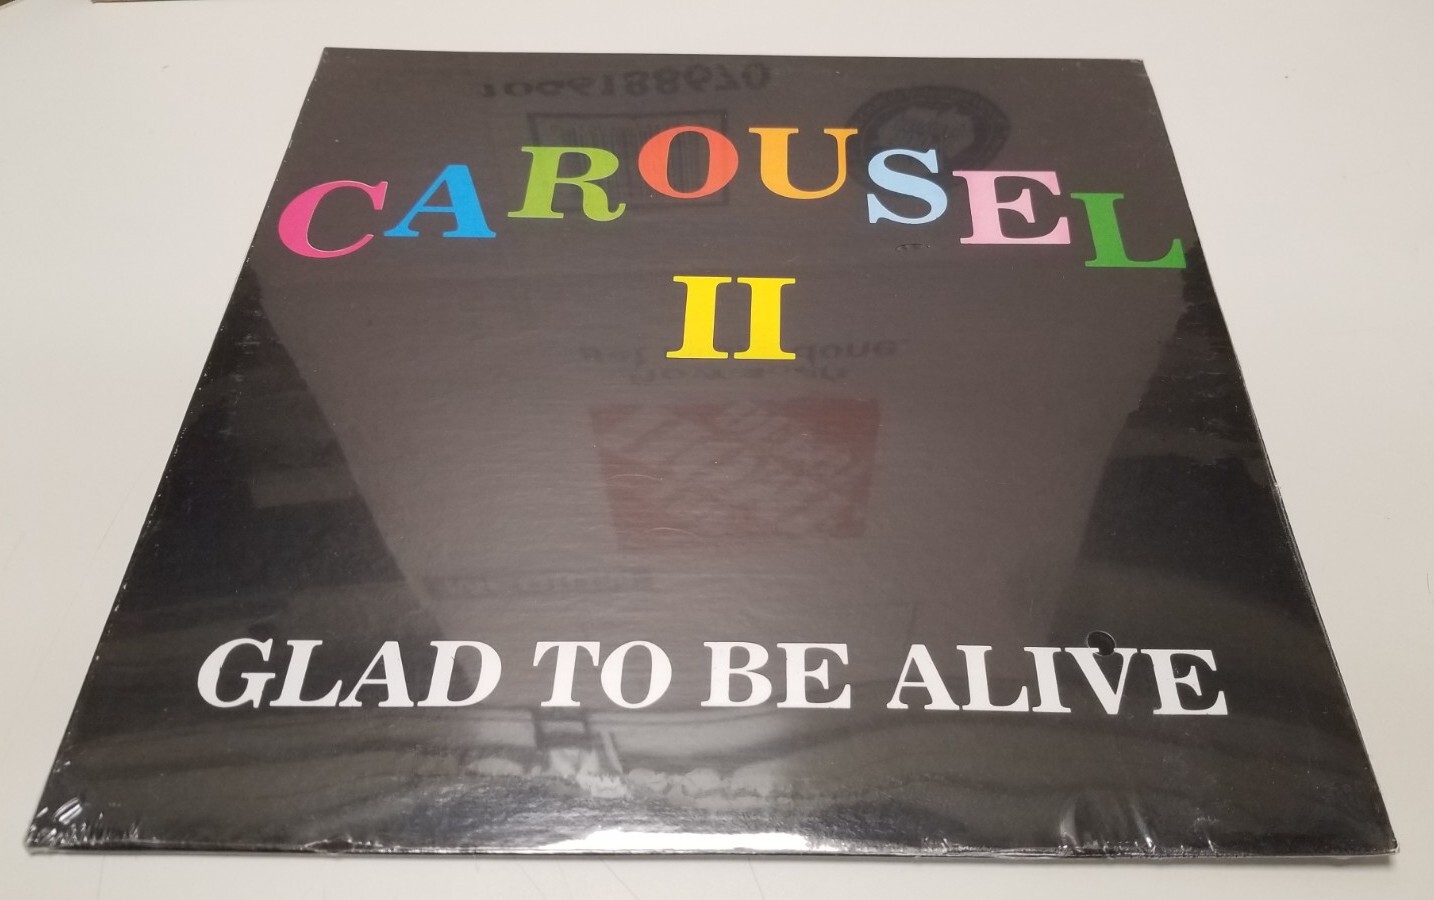 CAROUSEL
II
GLAD TO BE ALIVE